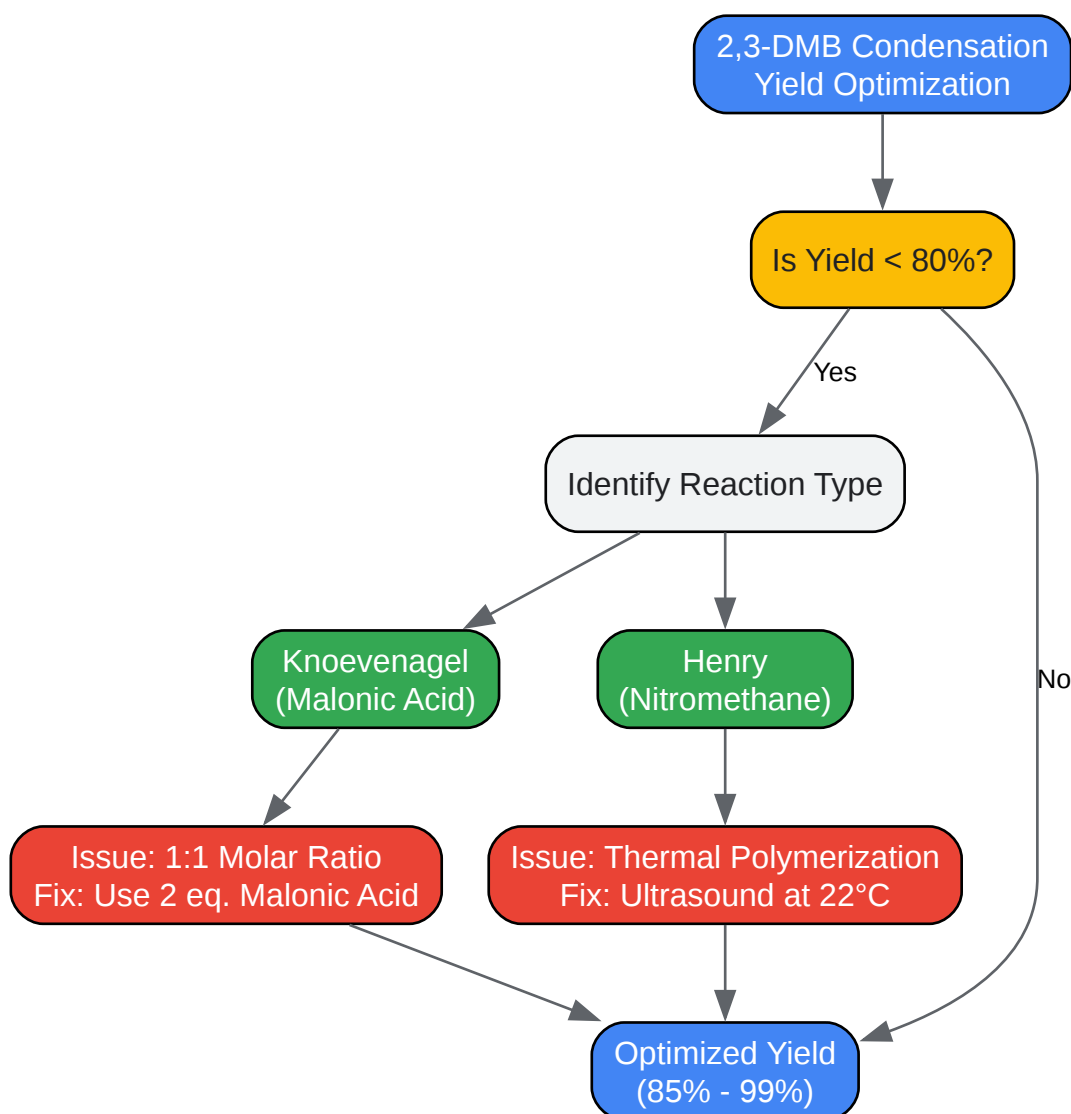 2,3-DMB Condensation
Yield Optimization
Is Yield < 80%?
Yes
Identify Reaction Type
Knoevenagel
(Malonic Acid)
Henry
(Nitromethane)
No
Issue: 1:1 Molar Ratio
Fix: Use 2 eq. Malonic Acid
Issue: Thermal Polymerization
Fix: Ultrasound at 22°C
Optimized Yield
(85% - 99%)